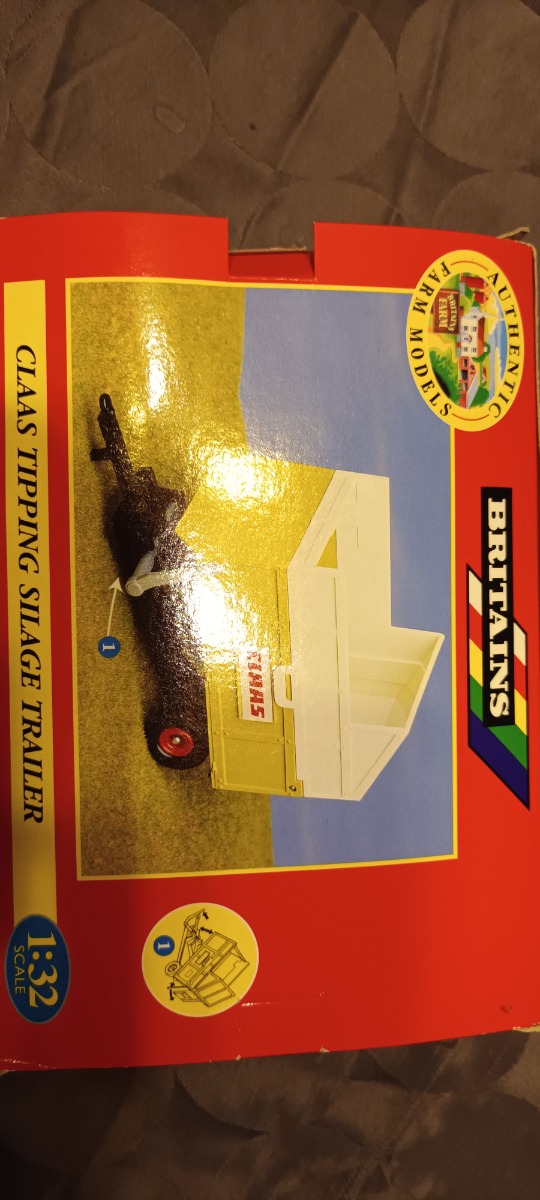 AUTHENTIC
BRITAINS
FARM
FARM MODELS
BRITAINS
CLAAS
1
1
CLAAS TIPPING SILAGE TRAILER
1:32
SCALE